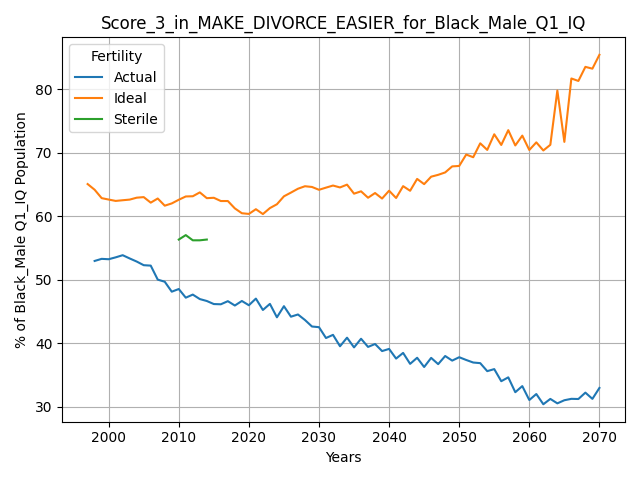 Score_3_in_MAKE_DIVORCE_EASIER_for_Black_Male_Q1_IQ
Fertility
Actual
Ideal
Sterile
% of Black_Male Q1_IQ Population
80
70
60
50
40
30
2000 2010 2020 2030 2040 2050 2060 2070
Years